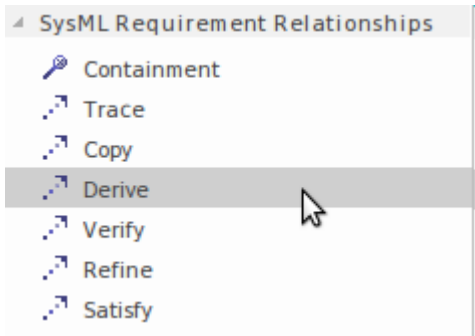 SysML Requirement Relationships
Containment
Trace
Copy
Derive
Verify
Refine
Satisfy